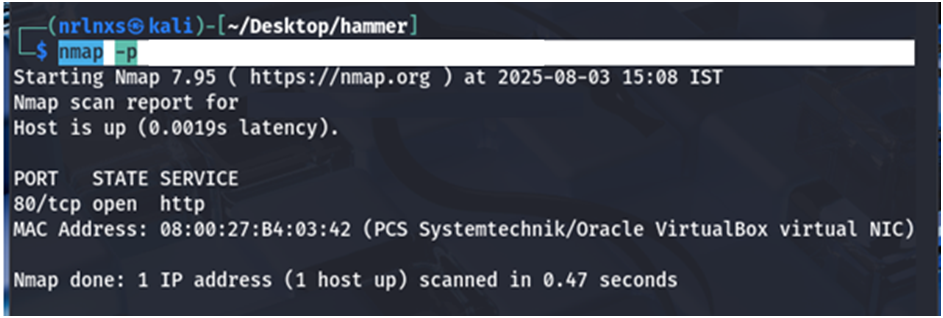 (nrlnxs㉿kali)-[~/Desktop/hammer]
$ nmap -p
Starting Nmap 7.95 ( https://nmap.org ) at 2025-08-03 15:08 IST
Nmap scan report for
Host is up (0.0019s latency).
PORT STATE SERVICE
80/tcp open http
MAC Address: 08:00:27:B4:03:42 (PCS Systemtechnik/Oracle VirtualBox virtual NIC)
Nmap done: 1 IP address (1 host up) scanned in 0.47 seconds